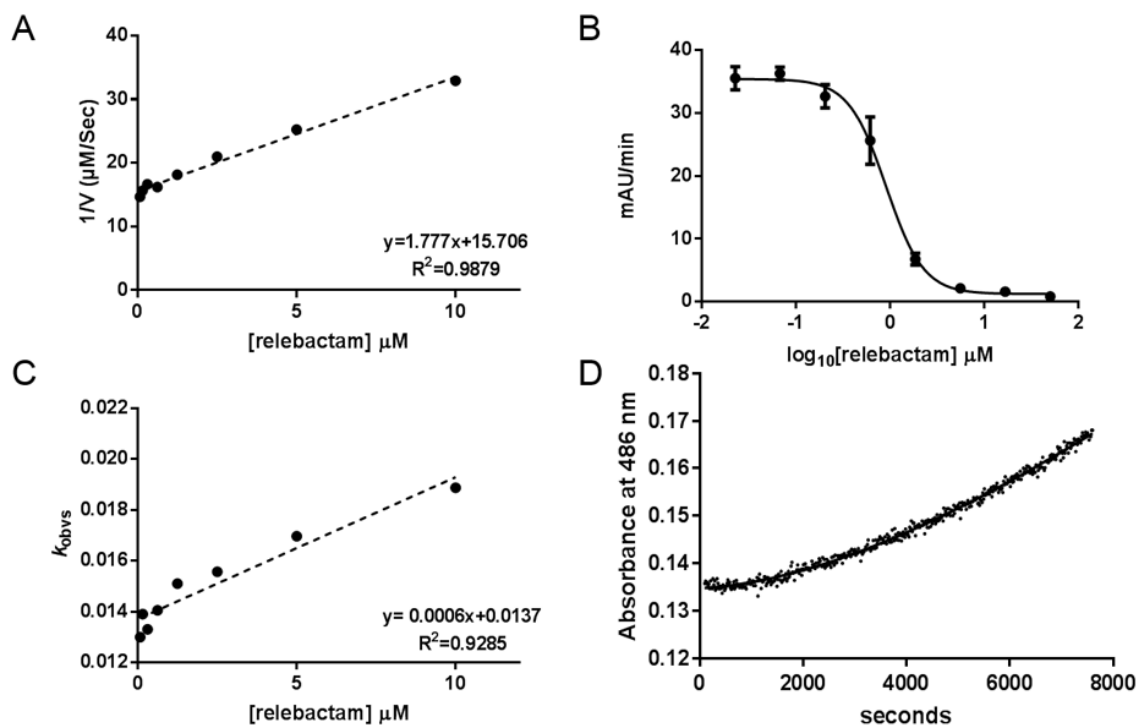 A
1/V (µM/Sec)
40
30
20
10
0
0
5
10
y=1.777x+15.706
R²=0.9879
[relebactam] µM
B
mAU/min
40
30
20
10
0
-2
-1
0
1
2
log₁₀[relebactam] µM
C
kobvs
0.022
0.020
0.018
0.016
0.014
0.012
0
5
10
y= 0.0006x+0.0137
R²=0.9285
[relebactam] µM
D
Absorbance at 486 nm
0.18
0.17
0.16
0.15
0.14
0.13
0.12
0
2000
4000
6000
8000
seconds